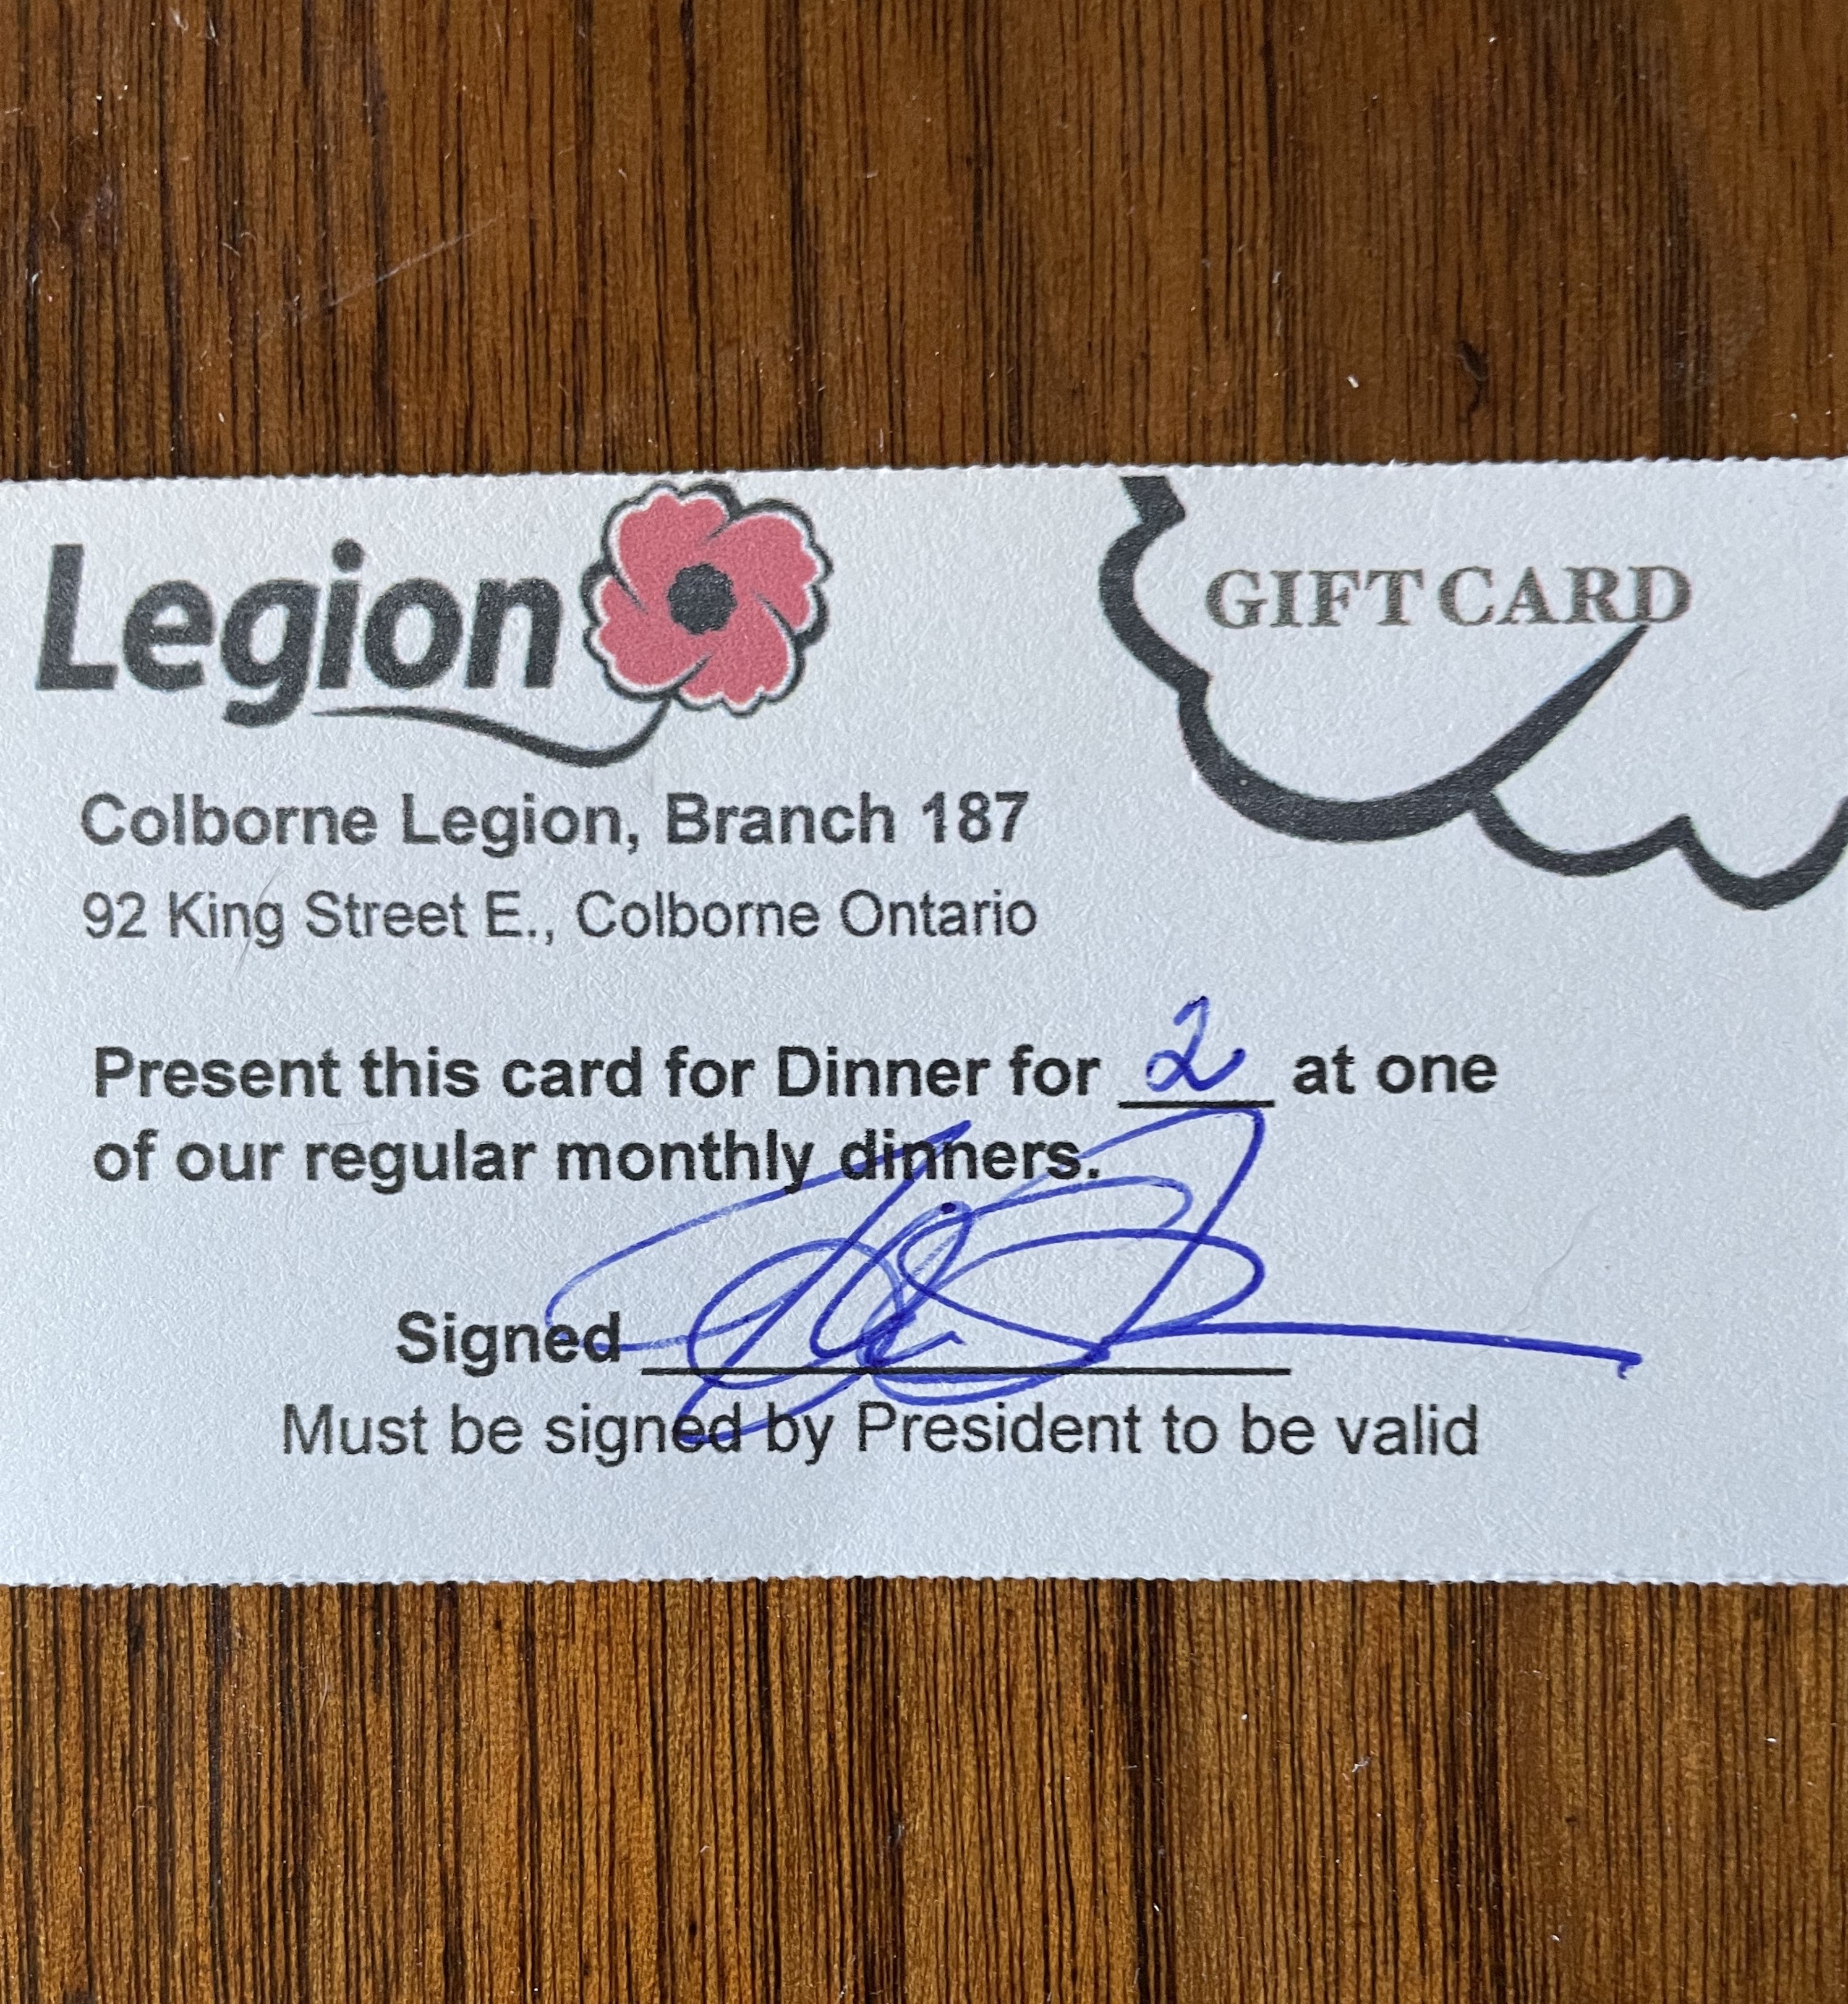 Legion
GIFT CARD
Colborne Legion, Branch 187
92 King Street E., Colborne Ontario
Present this card for Dinner for 2 at one
of our regular monthly dinners.
Signed
Must be signed by President to be valid